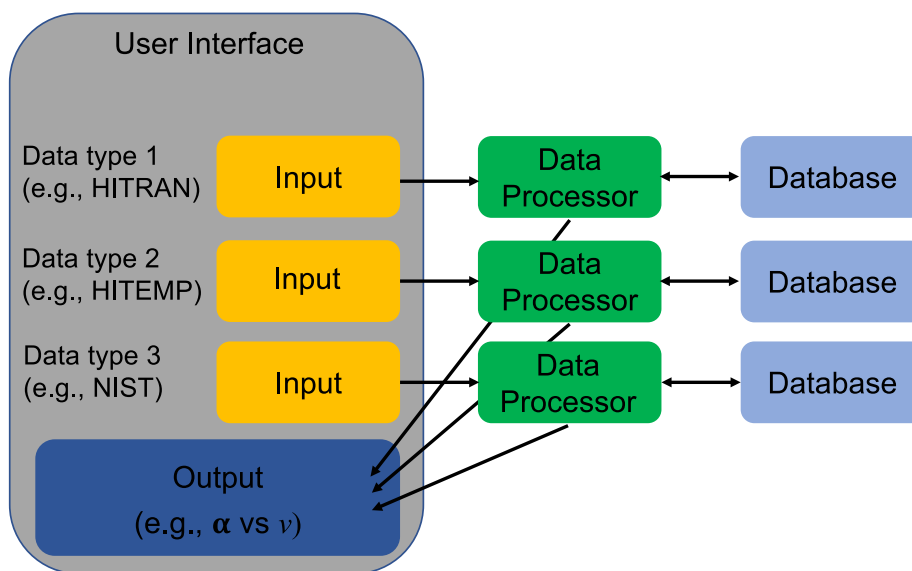 User Interface
Data type 1
(e.g., HITRAN)
Input
Data
Processor
Database
Data type 2
(e.g., HITEMP)
Input
Data
Processor
Database
Data type 3
(e.g., NIST)
Input
Data
Processor
Database
Output
(e.g., α vs ν)